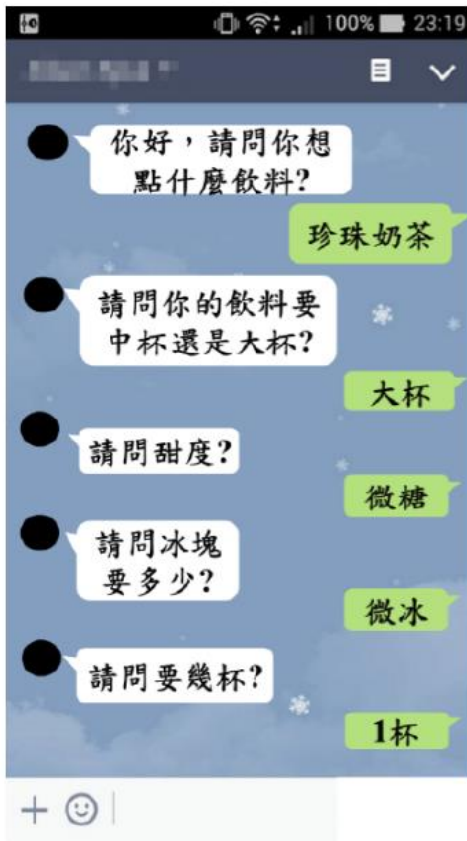 100% 23:19
你好，請問你想
點什麼飲料?
珍珠奶茶
請問你的飲料要
中杯還是大杯?
大杯
請問甜度?
微糖
請問冰塊
要多少?
微冰
請問要幾杯?
1杯